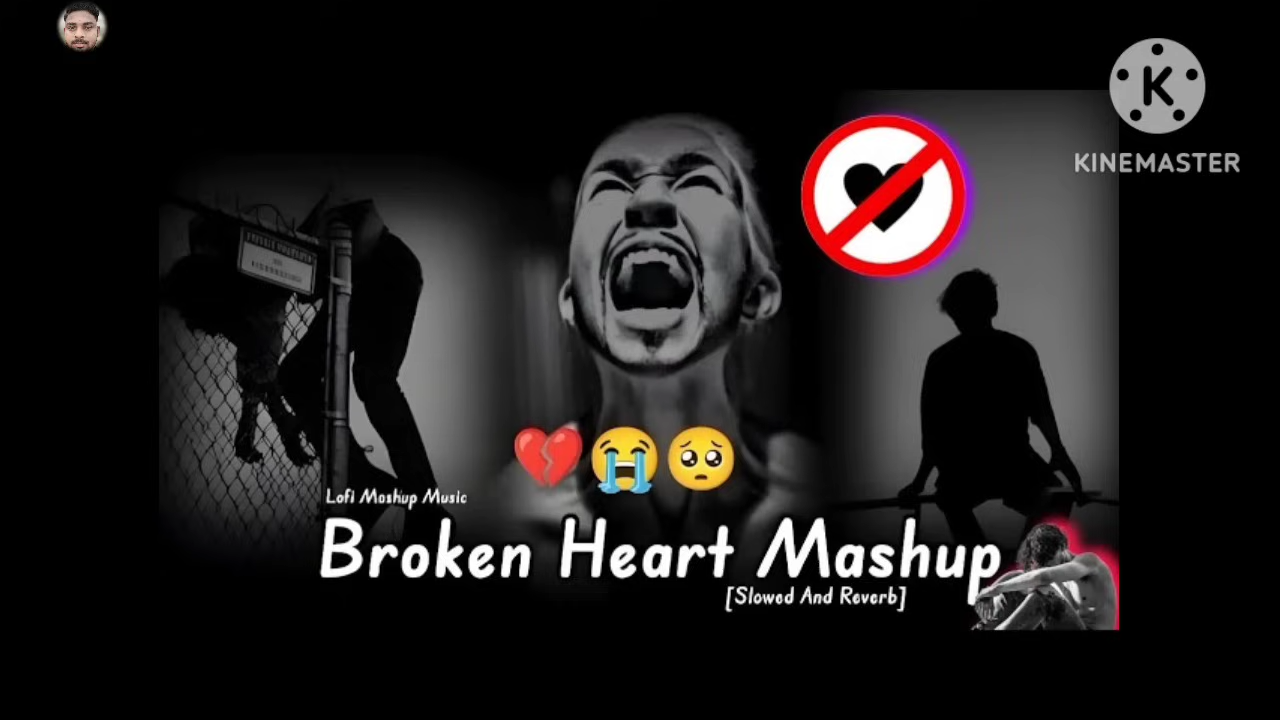 K
KINEMASTER
Lofi Mashup Music
Broken Heart Mashup
[Slowed And Reverb]